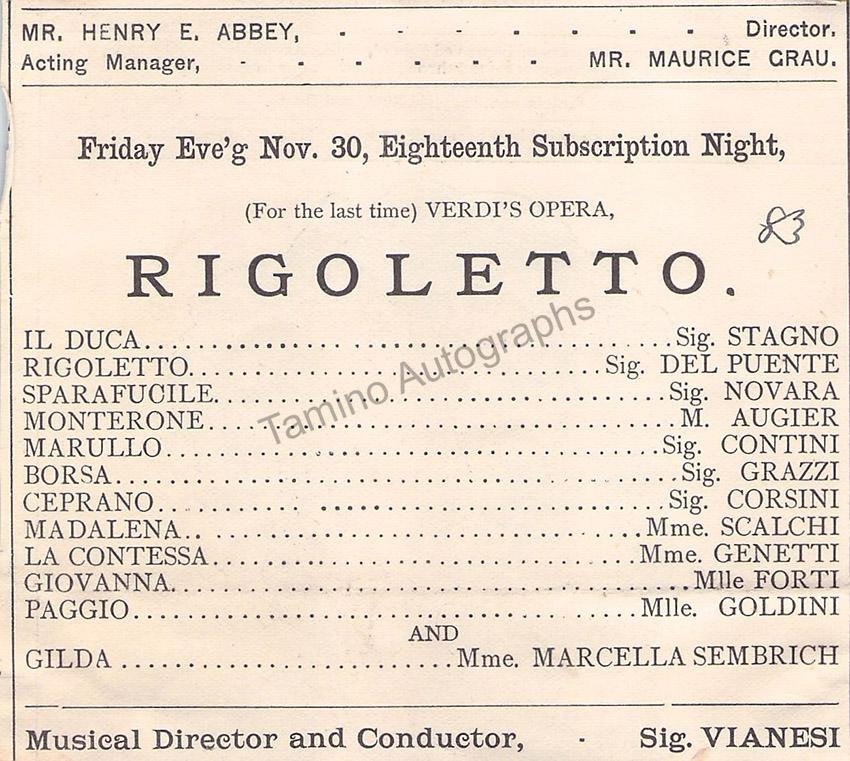 MR. HENRY E. ABBEY, - - - - - - - Director.
Acting Manager, - - - - - - MR. MAURICE GRAU.
Friday Eve'g Nov. 30, Eighteenth Subscription Night,
(For the last time) VERDI'S OPERA,
83
RIGOLETTO.
IL DUCA............... ........................Sig. STAGNO
RIGOLETTO........................................Sig. DEL PUENTE
SPARAFUCILE........................................Sig. NOVARA
MONTERONE........................................M. AUGIER
MARULLO........................................Sig. CONTINI
BORSA........................................Sig. GRAZZI
CEPRANO........... ........................Sig. CORSINI
MADALENA.. ........................Mme. SCALCHI
LA CONTESSA........................................Mme. GENETTI
GIOVANNA........................................Mlle FORTI
PAGGIO........................................Mlle. GOLDINI
AND
GILDA ........................Mme. MARCELLA SEMBRICH
Musical Director and Conductor, - Sig. VIANESI
Tamino Autographs